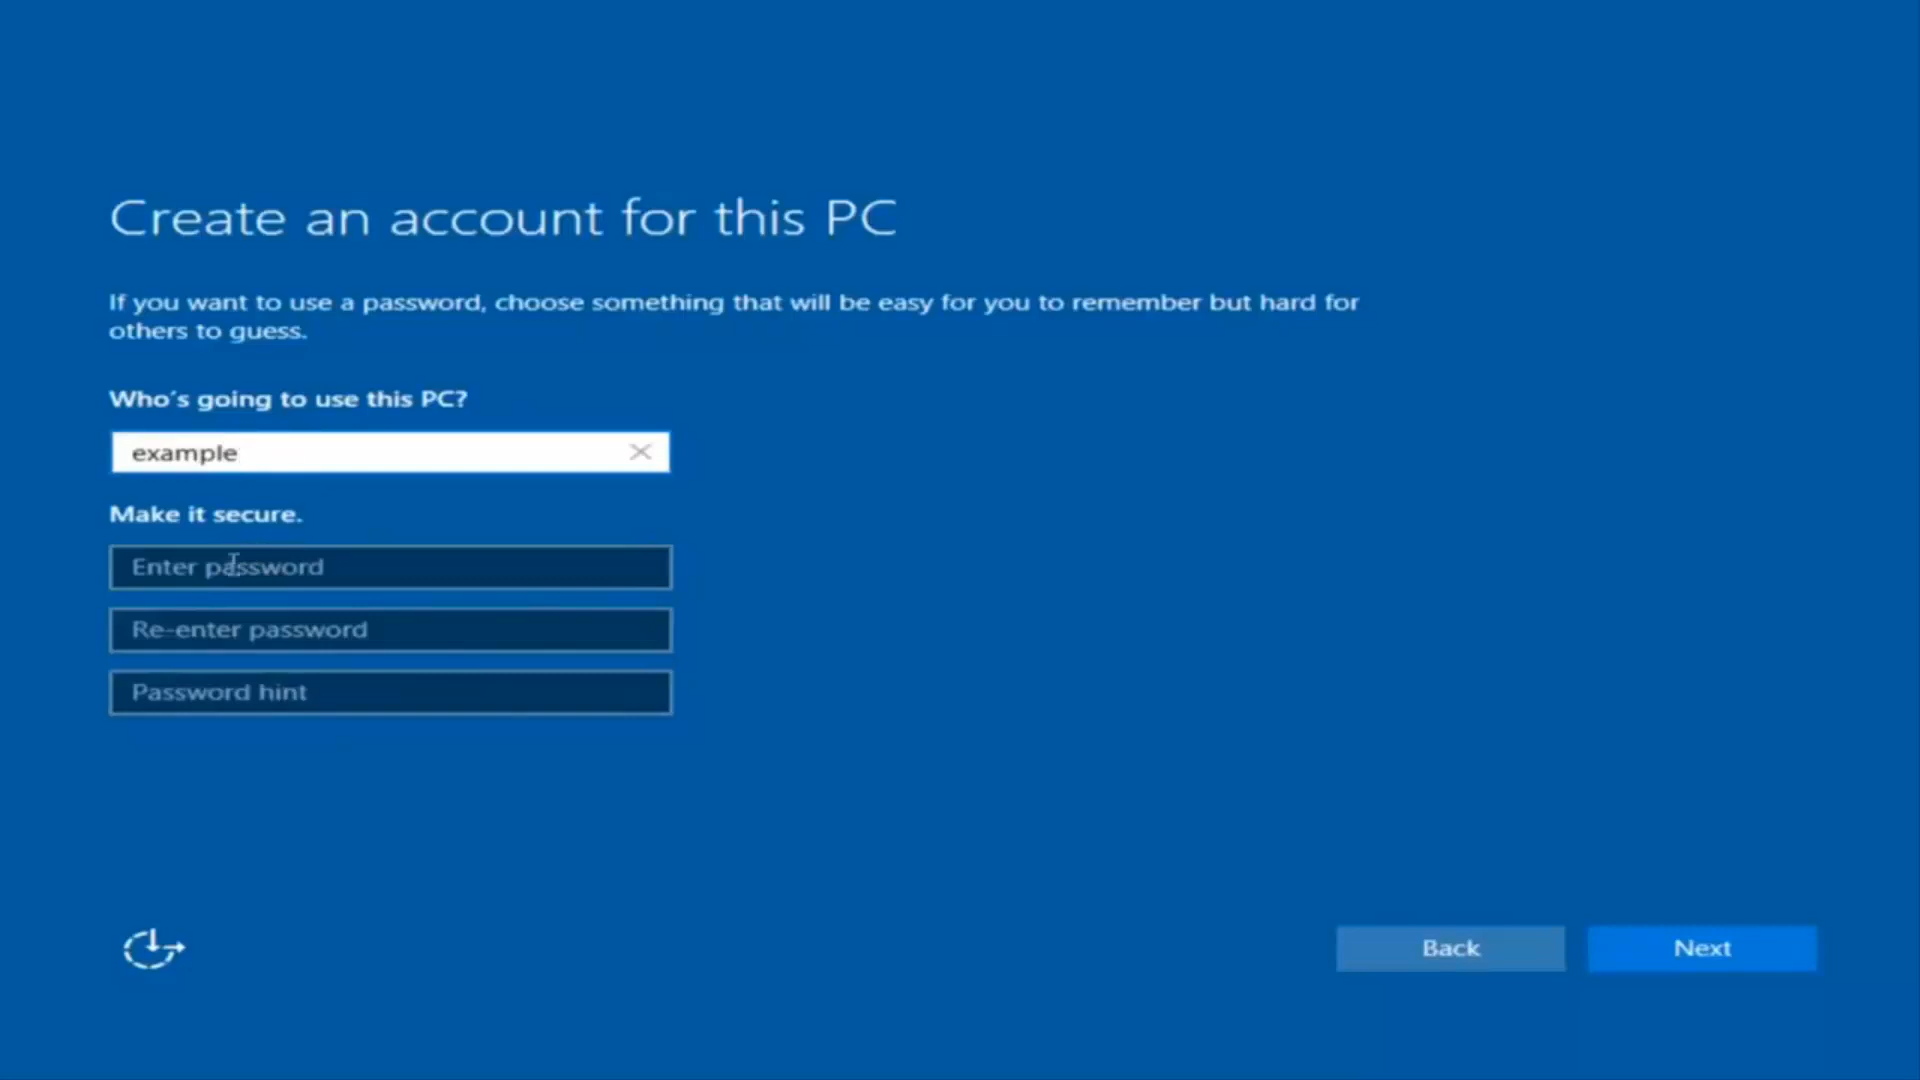 Create an account for this PC
If you want to use a password, choose something that will be easy for you to remember but hard for
others to guess.
Who's going to use this PC?
example
Make it secure.
Enter password
Re-enter password
Password hint
Back
Next